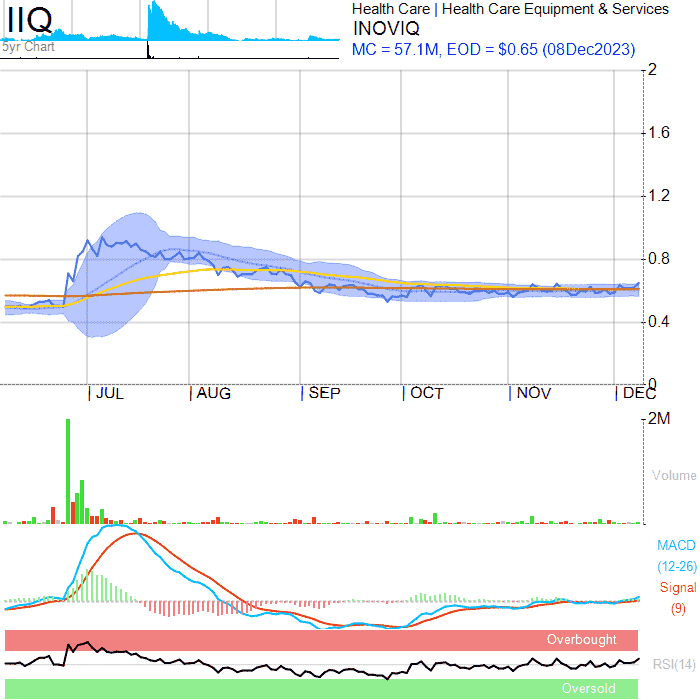 IIQ
5yr Chart
Health Care | Health Care Equipment & Services
INOVIQ
MC = 57.1M, EOD = $0.65 (08Dec2023)
2
1.6
1.2
0.8
0.4
0
JUL AUG SEP OCT NOV DEC
2M
Volume
MACD
(12-26)
Signal
(9)
Overbought
RSI(14)
Oversold